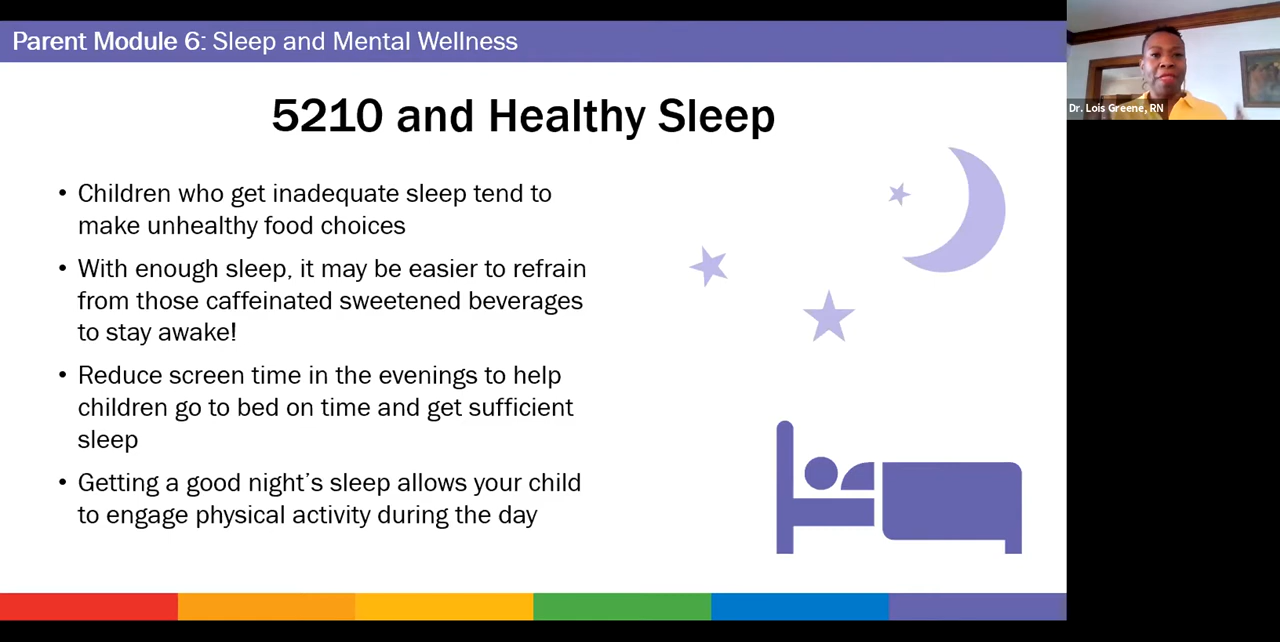 Parent Module 6: Sleep and Mental Wellness
Dr. Lois Greene, RN
5210 and Healthy Sleep
• Children who get inadequate sleep tend to
make unhealthy food choices
• With enough sleep, it may be easier to refrain
from those caffeinated sweetened beverages
to stay awake!
• Reduce screen time in the evenings to help
children go to bed on time and get sufficient
sleep
• Getting a good night’s sleep allows your child
to engage physical activity during the day